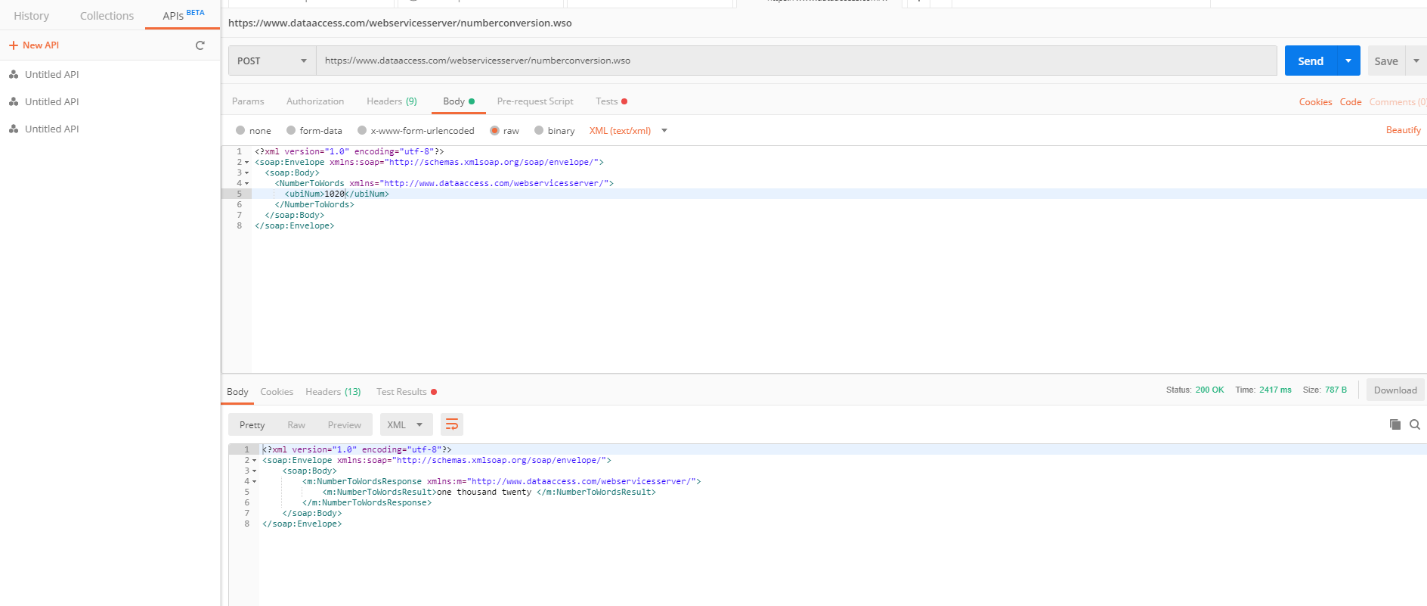 History Collections APIs BETA
https://www.dataaccess.com/webservicesserver/numberconversion.wso
+ New API
POST https://www.dataaccess.com/webservicesserver/numberconversion.wso Send Save
Untitled API
Untitled API
Untitled API
Params Authorization Headers (9) Body Pre-request Script Tests Cookies Code Comments (0
none form-data x-www-form-urlencoded raw binary XML (text/xml) Beautify
1 <?xml version="1.0" encoding="utf-8"?>
2 <soap:Envelope xmlns:soap="http://schemas.xmlsoap.org/soap/envelope/">
3 <soap:Body>
4 <NumberToWords xmlns="http://www.dataaccess.com/webservicesserver/">
5 <ubiNum>1020</ubiNum>
6 </NumberToWords>
7 </soap:Body>
8 </soap:Envelope>
Body Cookies Headers (13) Test Results Status: 200 OK Time: 2417 ms Size: 787 B Download
Pretty Raw Preview XML
1 <?xml version="1.0" encoding="utf-8"?>
2 <soap:Envelope xmlns:soap="http://schemas.xmlsoap.org/soap/envelope/">
3 <soap:Body>
4 <m:NumberToWordsResponse xmlns:m="http://www.dataaccess.com/webservicesserver/">
5 <m:NumberToWordsResult>one thousand twenty </m:NumberToWordsResult>
6 </m:NumberToWordsResponse>
7 </soap:Body>
8 </soap:Envelope>